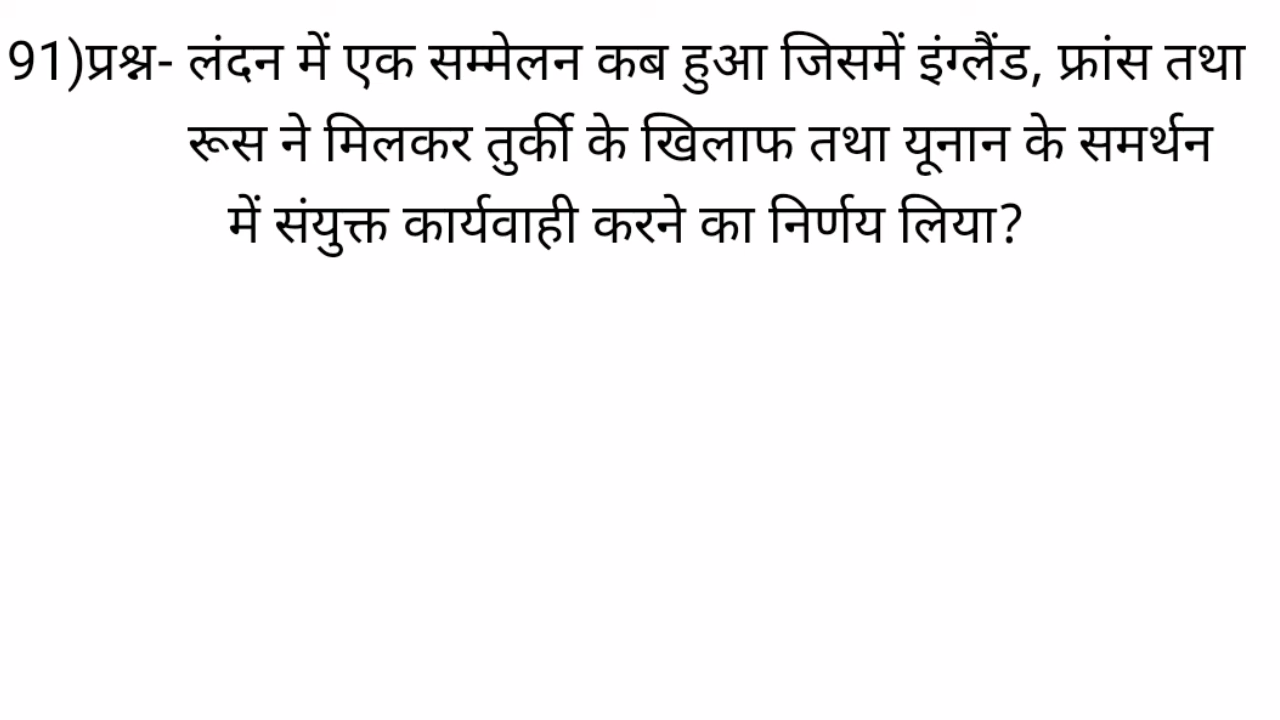 91)प्रश्न- लंदन में एक सम्मेलन कब हुआ जिसमें इंग्लैंड, फ्रांस तथा
रूस ने मिलकर तुर्की के खिलाफ तथा यूनान के समर्थन
में संयुक्त कार्यवाही करने का निर्णय लिया?